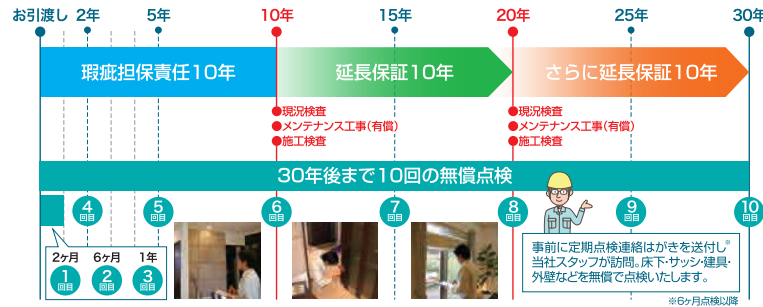 お引渡し 2年 5年 10年 15年 20年 25年 30年
瑕疵担保責任10年 延長保証10年 さらに延長保証10年
現況検査 現況検査
メンテナンス工事(有償) メンテナンス工事(有償)
施工検査 施工検査
30年後まで10回の無償点検
4回目 5回目 6回目 7回目 8回目 9回目 10回目
2ヶ月 6ヶ月 1年
1回目 2回目 3回目
事前に定期点検連絡はがきを送付し※
当社スタッフが訪問。床下・サッシ・建具・
外壁などを無償で点検いたします。
※6ヶ月点検以降